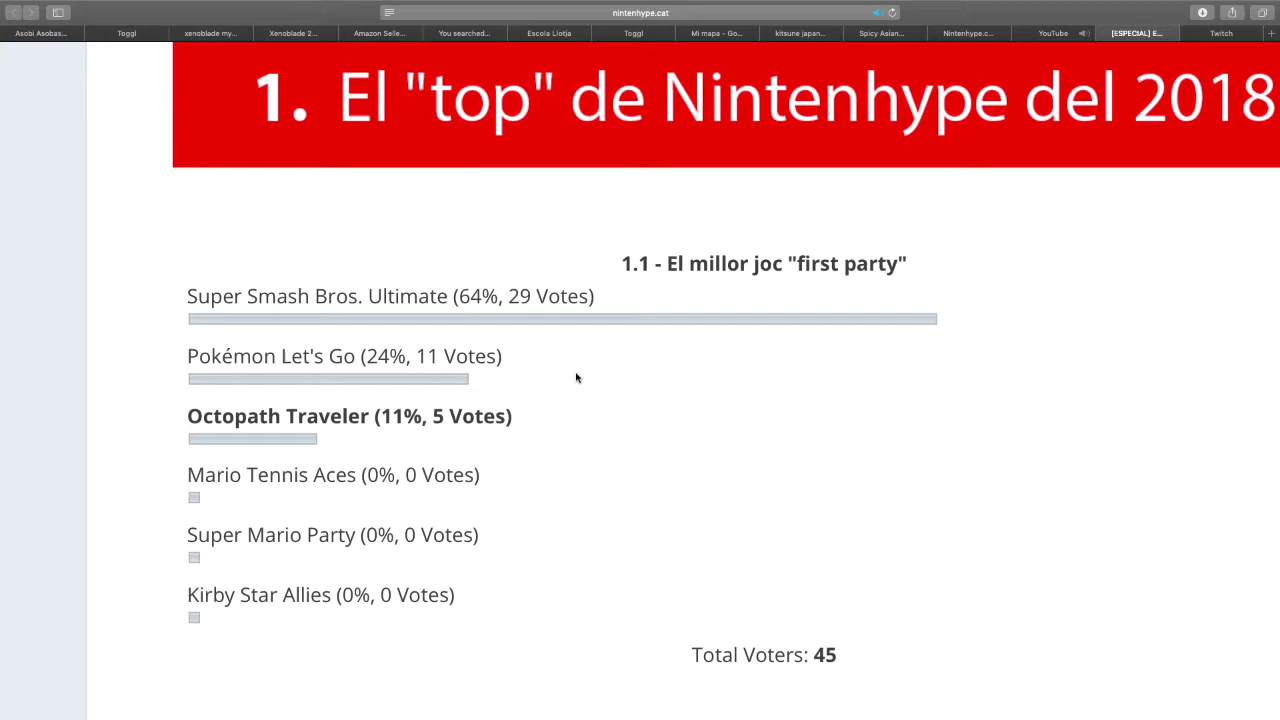 nintenhype.cat
Asobi Asobas...
Toggl
xenoblade my...
Xenoblade 2...
Amazon Selle...
You searched...
Escola Llotja
Toggl
Mi mapa - Go...
kitsune japan...
Spicy Asian...
Nintenhype.c...
YouTube
[ESPECIAL] E...
Twitch
1. El "top" de Nintenhype del 2018
1.1 - El millor joc "first party"
Super Smash Bros. Ultimate (64%, 29 Votes)
Pokémon Let's Go (24%, 11 Votes)
Octopath Traveler (11%, 5 Votes)
Mario Tennis Aces (0%, 0 Votes)
Super Mario Party (0%, 0 Votes)
Kirby Star Allies (0%, 0 Votes)
Total Voters: 45